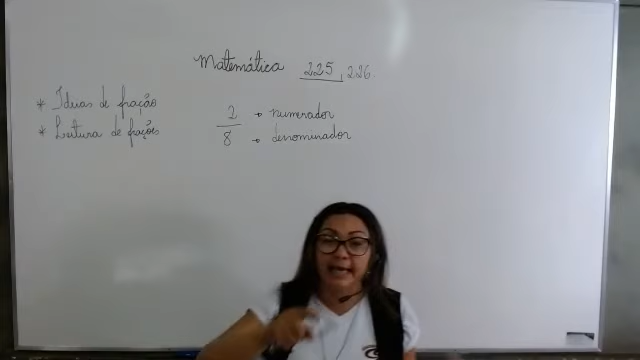 Matemática 225, 226.
* Ideias de fração
* Leitura de frações
2 → numerador
8 → denominador